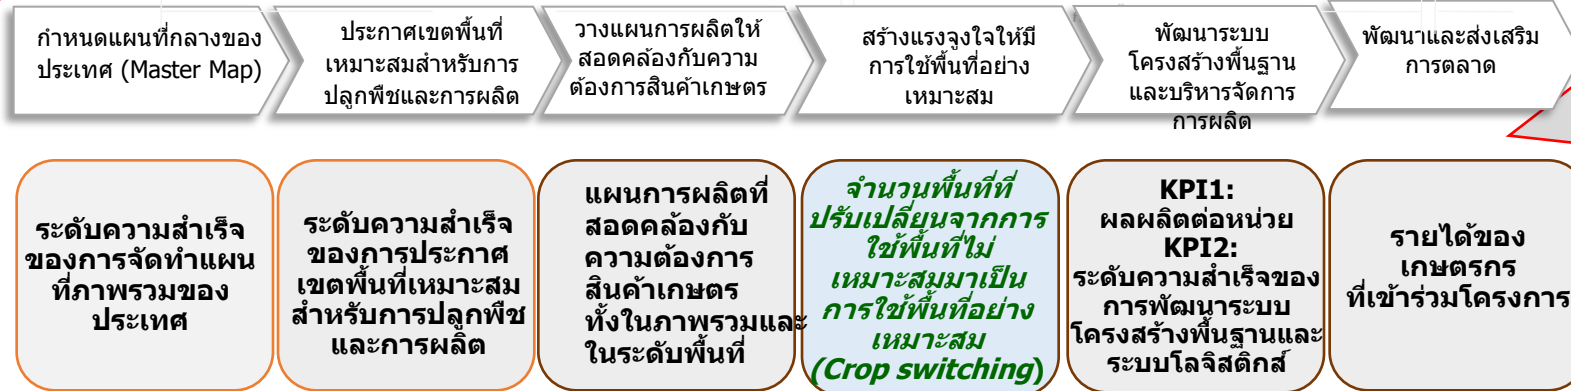 กำหนดแผนที่กลางของ
ประเทศ (Master Map)
ประกาศเขตพื้นที่
เหมาะสมสำหรับการ
ปลูกพืชและการผลิต
วางแผนการผลิตให้
สอดคล้องกับความ
ต้องการสินค้าเกษตร
สร้างแรงจูงใจให้มี
การใช้พื้นที่อย่าง
เหมาะสม
พัฒนาระบบ
โครงสร้างพื้นฐาน
และบริหารจัดการ
การผลิต
พัฒนาและส่งเสริม
การตลาด
ระดับความสำเร็จ
ของการจัดทำแผน
ที่ภาพรวมของ
ประเทศ
ระดับความสำเร็จ
ของการประกาศ
เขตพื้นที่เหมาะสม
สำหรับการปลูกพืช
และการผลิต
แผนการผลิตที่
สอดคล้องกับ
ความต้องการ
สินค้าเกษตร
ทั้งในภาพรวมและ
ในระดับพื้นที่
จำนวนพื้นที่ที่
ปรับเปลี่ยนจากการ
ใช้พื้นที่ไม่
เหมาะสมมาเป็น
การใช้พื้นที่อย่าง
เหมาะสม
(Crop switching)
KPI1:
ผลผลิตต่อหน่วย
KPI2:
ระดับความสำเร็จของ
การพัฒนาระบบ
โครงสร้างพื้นฐานและ
ระบบโลจิสติกส์
รายได้ของ
เกษตรกร
ที่เข้าร่วมโครงการ